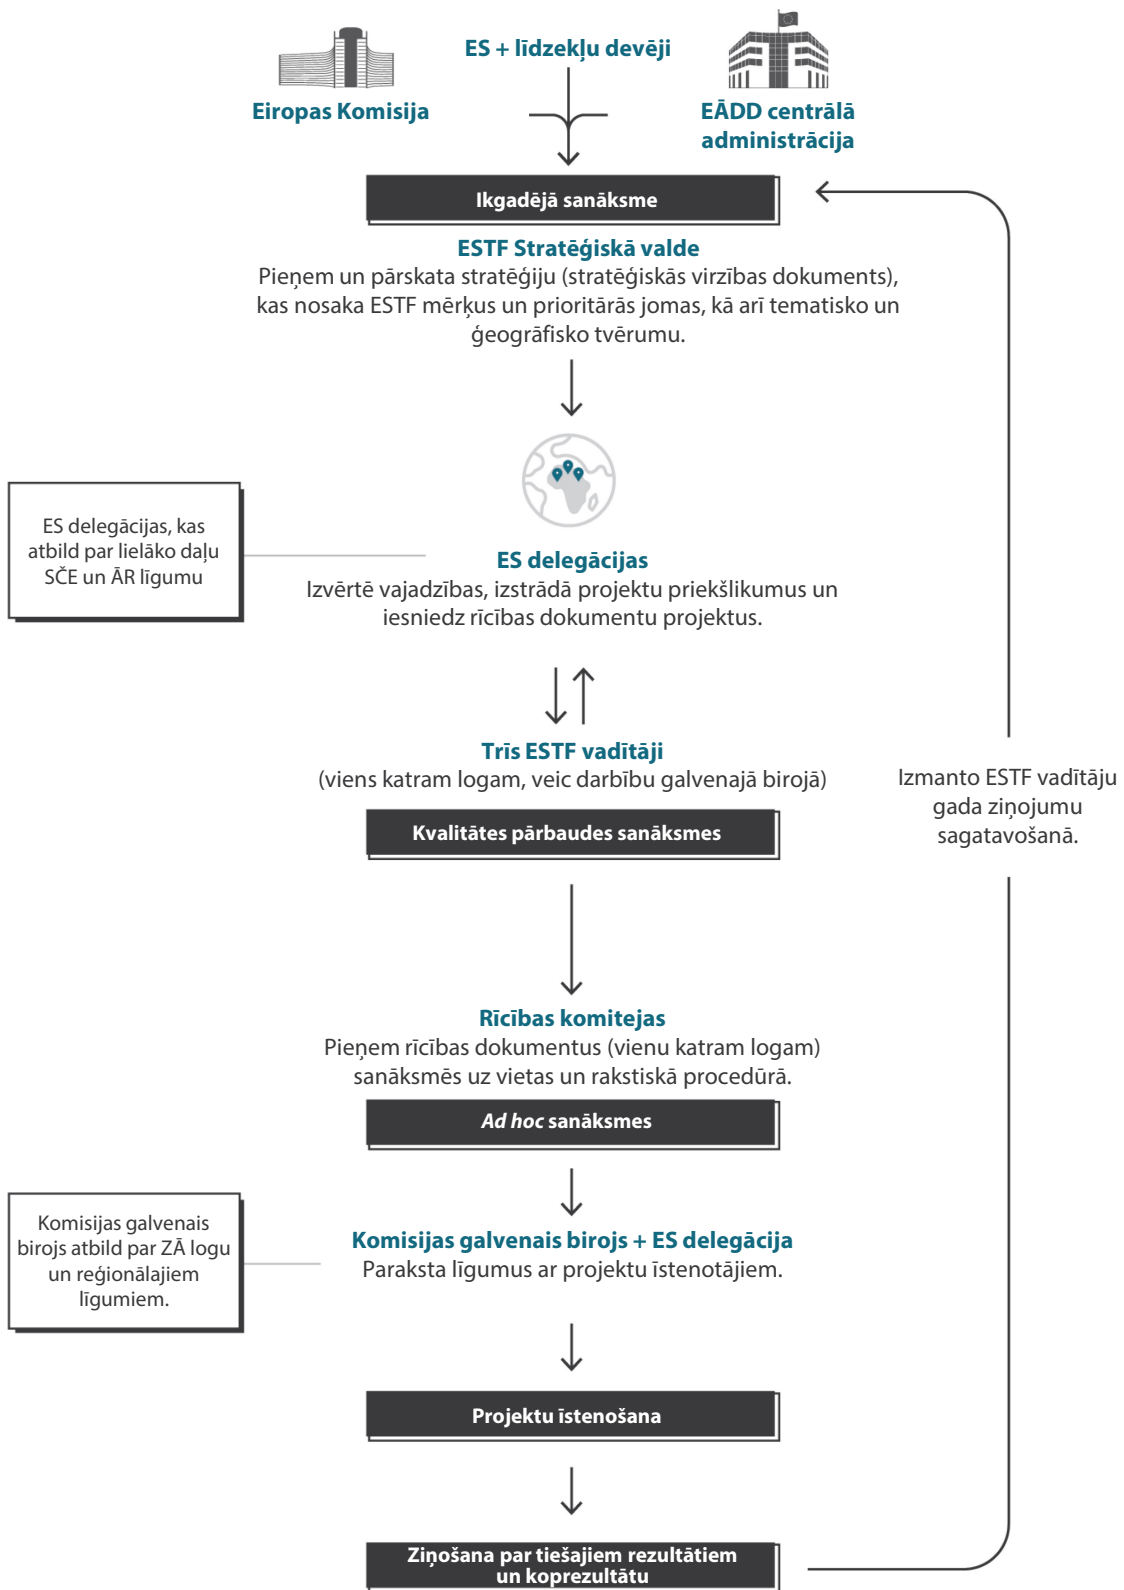 ES + līdzekļu devēji
Eiropas Komisija
EĀDD centrālā
administrācija
Ikgadējā sanāksme
ESTF Stratēģiskā valde
Pieņem un pārskata stratēģiju (stratēģiskās virzības dokuments),
kas nosaka ESTF mērķus un prioritārās jomas, kā arī tematisko un
ģeogrāfisko tvērumu.
ES delegācijas, kas
atbild par lielāko daļu
SČE un ĀR līgumu
ES delegācijas
Izvērtē vajadzības, izstrādā projektu priekšlikumus un
iesniedz rīcības dokumentu projektus.
Trīs ESTF vadītāji
(viens katram logam, veic darbību galvenajā birojā)
Kvalitātes pārbaudes sanāksmes
Izmanto ESTF vadītāju
gada ziņojumu
sagatavošanā.
Rīcības komitejas
Pieņem rīcības dokumentus (vienu katram logam)
sanāksmēs uz vietas un rakstiskā procedūrā.
Ad hoc sanāksmes
Komisijas galvenais
birojs atbild par ZĀ logu
un reģionālajiem
līgumiem.
Komisijas galvenais birojs + ES delegācija
Paraksta līgumus ar projektu īstenotājiem.
Projektu īstenošana
Ziņošana par tiešajiem rezultātiem
un koprezultātu